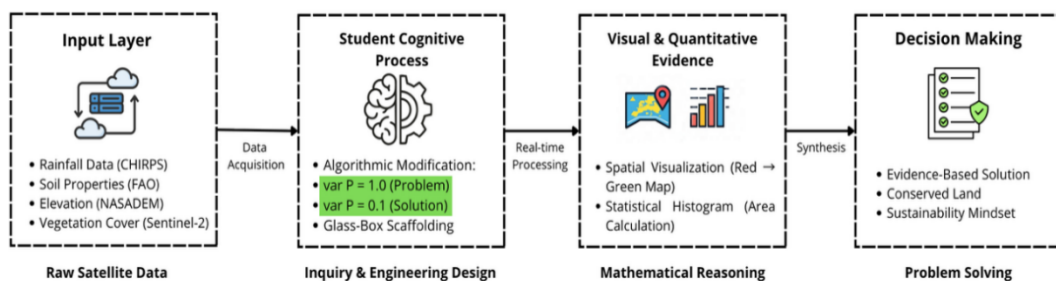 Input Layer
• Rainfall Data (CHIRPS)
• Soil Properties (FAO)
• Elevation (NASADEM)
• Vegetation Cover (Sentinel-2)
Raw Satellite Data
Data
Acquisition
Student Cognitive
Process
• Algorithmic Modification:
• var P = 1.0 (Problem)
• var P = 0.1 (Solution)
• Glass-Box Scaffolding
Inquiry & Engineering Design
Real-time
Processing
Visual & Quantitative
Evidence
• Spatial Visualization (Red →
Green Map)
• Statistical Histogram (Area
Calculation)
Mathematical Reasoning
Synthesis
Decision Making
• Evidence-Based Solution
• Conserved Land
• Sustainability Mindset
Problem Solving